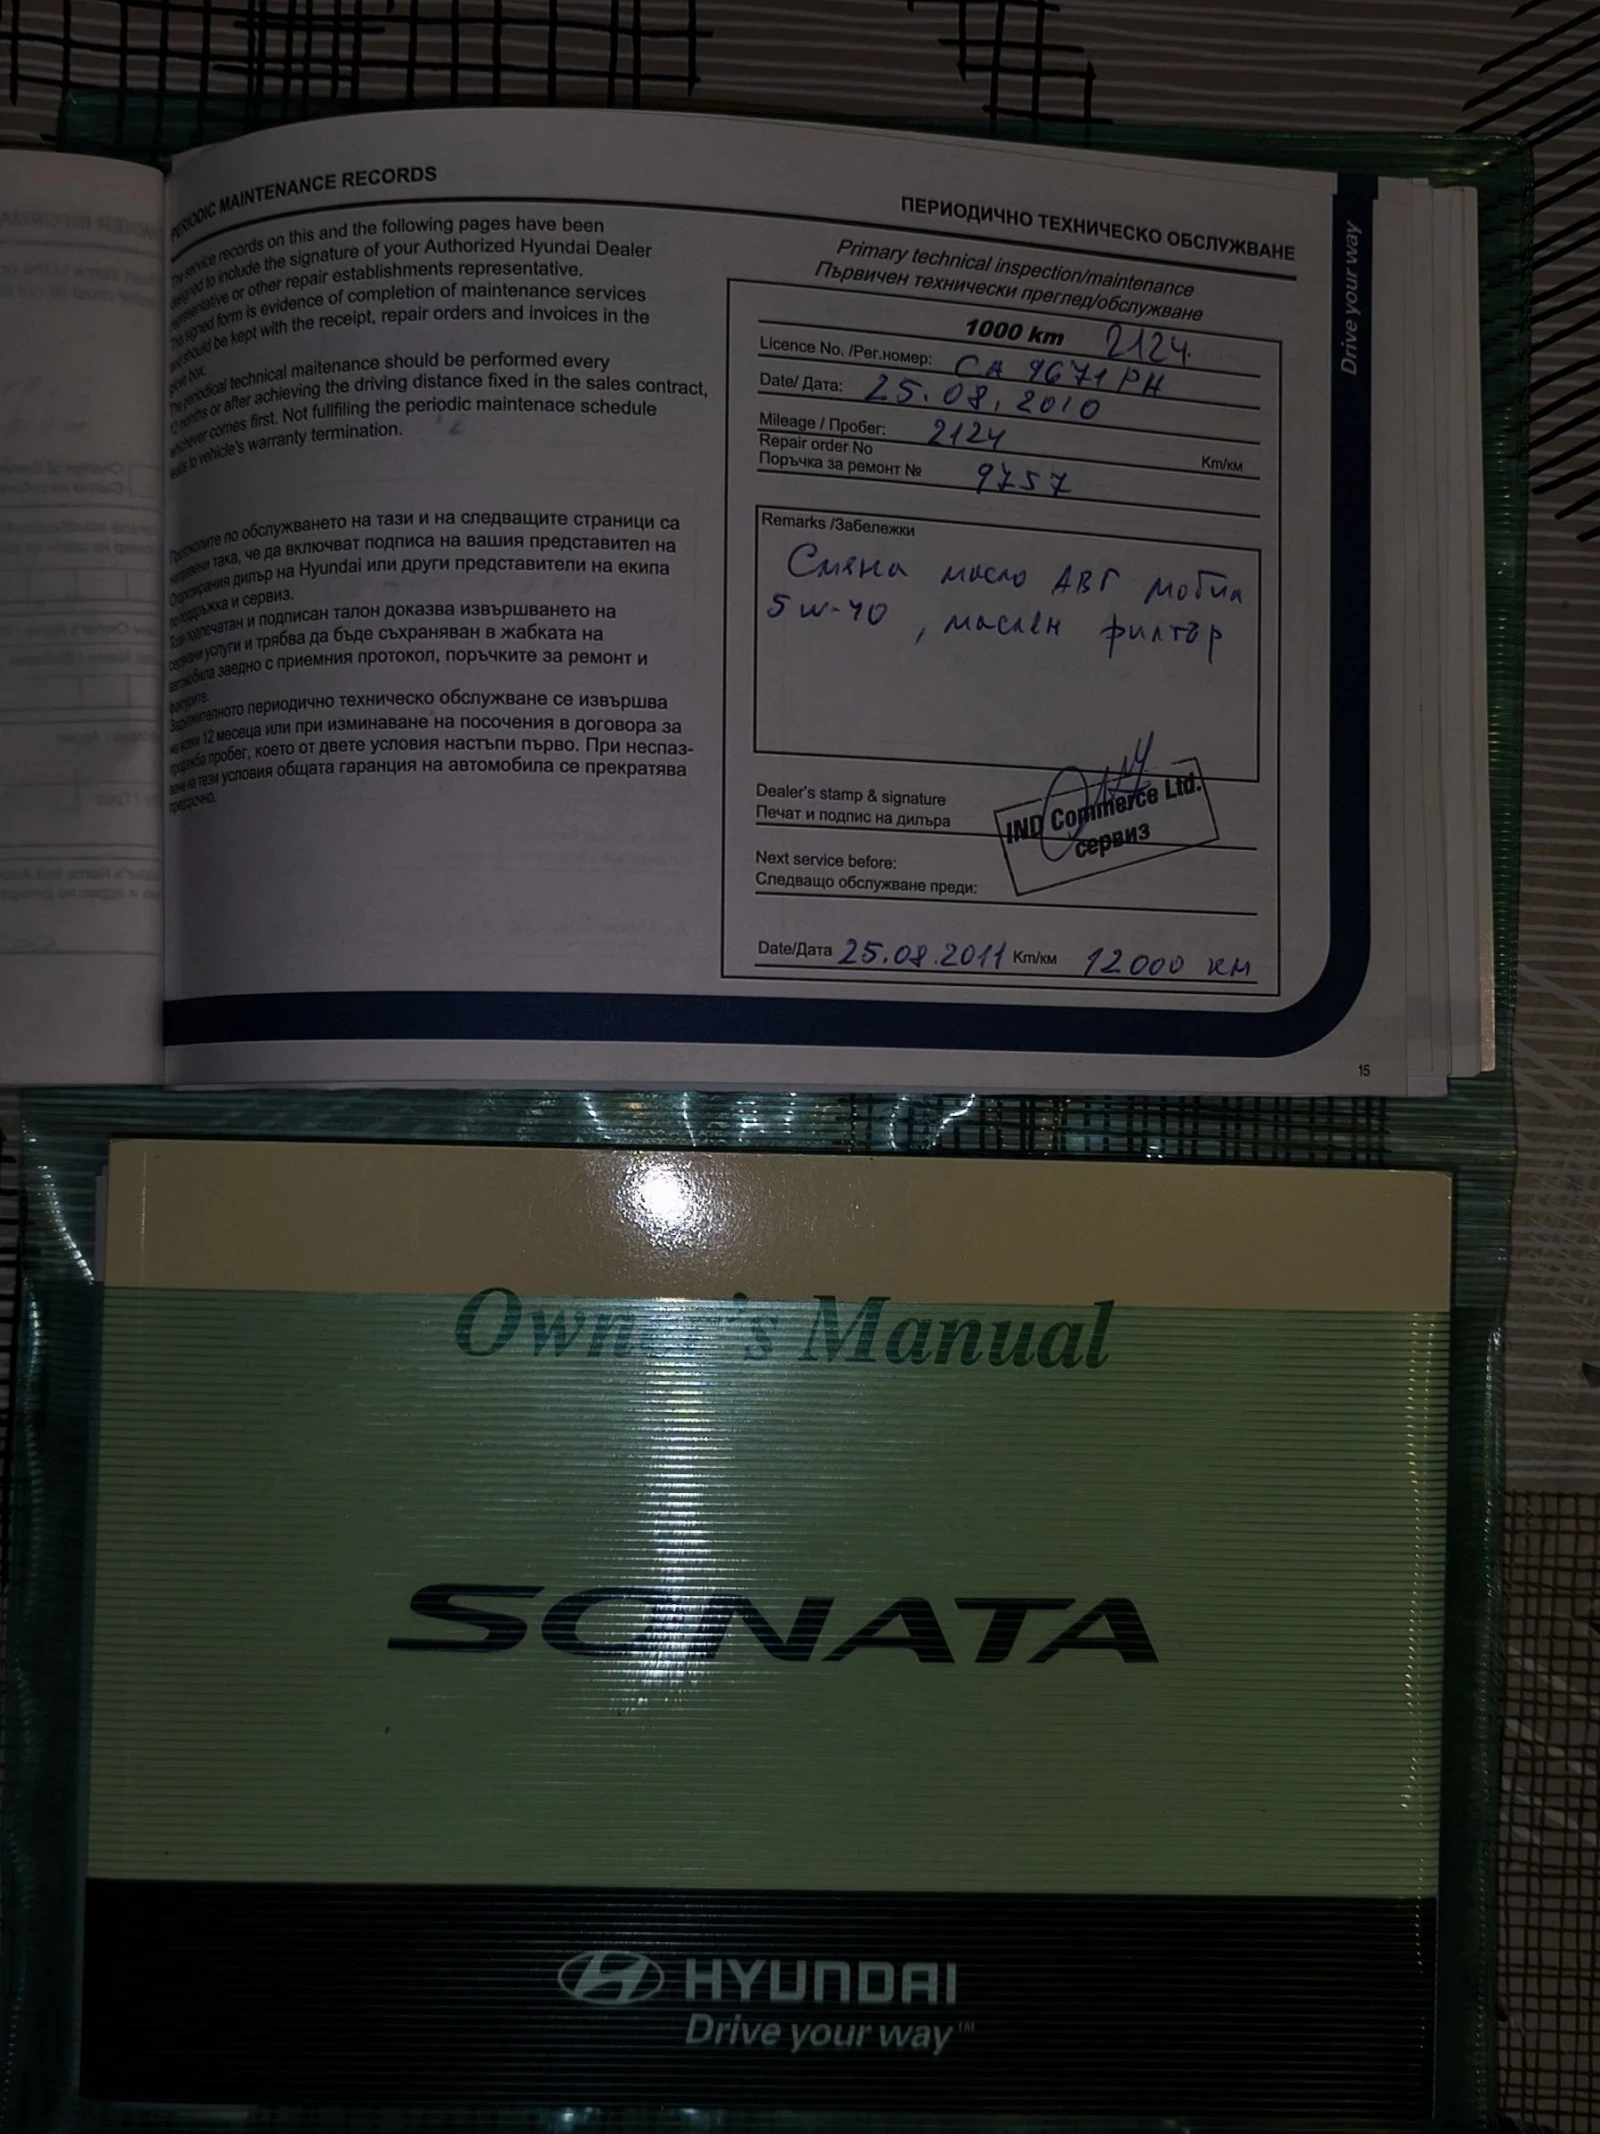 PERIODIC MAINTENANCE RECORDS
The service records on this and the following pages have been
designed to include the signature of your Authorized Hyundai Dealer
representative or other repair establishments representative.
This signed form is evidence of completion of maintenance services
and should be kept with the receipt, repair orders and invoices in the
glove box.
The periodical technical maitenance should be performed every
12 months or after achieving the driving distance fixed in the sales contract,
whichever comes first. Not fullfiling the periodic maintenace schedule
leads to vehicle's warranty termination.
Протоколите по обслужването на тази и на следващите страници са
направени така, че да включват подписа на вашия представител на
Оторизирания дилър на Hyundai или други представители на екипа
по поддръжка и сервиз.
Този подпечатан и подписан талон доказва извършването на
сервизни услуги и трябва да бъде съхраняван в жабката на
автомобила заедно с приемния протокол, поръчките за ремонт и
фактурите.
Задължителното периодично техническо обслужване се извършва
на всеки 12 месеца или при изминаване на посочения в договора за
продажба пробег, което от двете условия настъпи първо. При неспаз-
ване на тези условия общата гаранция на автомобила се прекратява
предсрочно.
ПЕРИОДИЧНО ТЕХНИЧЕСКО ОБСЛУЖВАНЕ
Primary technical inspection/maintenance
Първичен технически преглед/обслужване
1000 km 2124
Licence No. /Рег.номер: СА 9671 РН
Date/ Дата: 25.08.2010
Mileage / Пробег: 2124 Km/км
Repair order No
Поръчка за ремонт № 9757
Remarks /Забележки
Смяна масло АВГ мобил
5w-40, маслен филтър
Dealer's stamp & signature
Печат и подпис на дилъра
IND Commerce Ltd.
сервиз
Next service before:
Следващо обслужване преди:
Date/Дата 25.08.2011 Km/км 12000 км
Drive your way
15
Owner's Manual
SONATA
HYUNDAI
Drive your way™